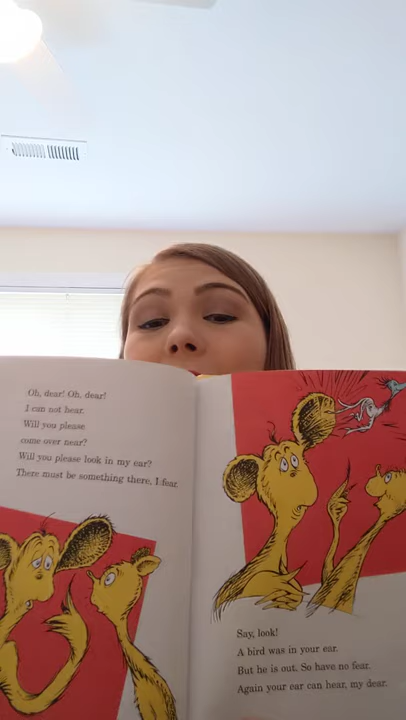 Oh, dear! Oh, dear!
I can not hear.
Will you please
come over near?
Will you please look in my ear?
There must be something there, I fear
Say, look!
A bird was in your ear.
But he is out. So have no fear.
Again your ear can hear, my dear.